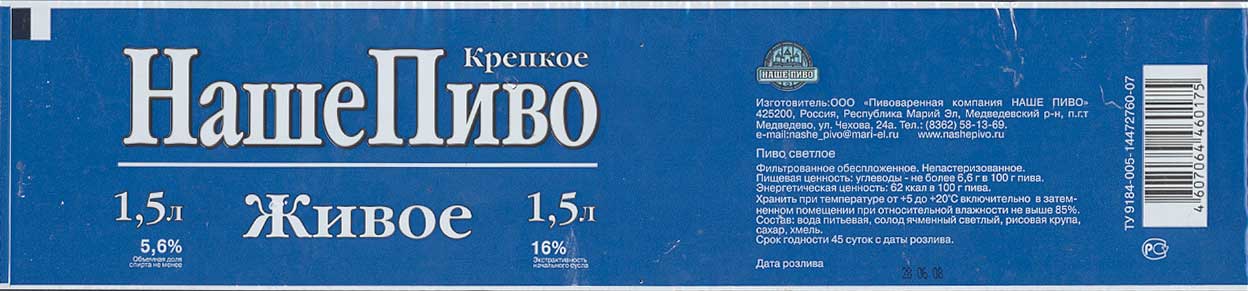 Крепкое
НашеПиво
Живое
1,5л
5,6%
Объемная доля
спирта не менее
1,5л
16%
Экстрактивность
начального сусла
НАШЕ ПИВО
Изготовитель:ООО «Пивоваренная компания НАШЕ ПИВО»
425200, Россия, Республика Марий Эл, Медведевский р-н, п.г.т
Медведево, ул. Чехова, 24а. Тел.: (8362) 58-13-69.
e-mail:nashe_pivo@mari-el.ru www.nashepivo.ru
Пиво светлое
Фильтрованное обеспложенное. Непастеризованное.
Пищевая ценность: углеводы - не более 6,6 г в 100 г пива.
Энергетическая ценность: 62 ккал в 100 г пива.
Хранить при температуре от +5 до +20°С включительно в затем-
ненном помещении при относительной влажности не выше 85%.
Состав: вода питьевая, солод ячменный светлый, рисовая крупа,
сахар, хмель.
Срок годности 45 суток с даты розлива.
Дата розлива
28 06 08
ТУ 9184-005-14472760-07
4 607064 460175
РС